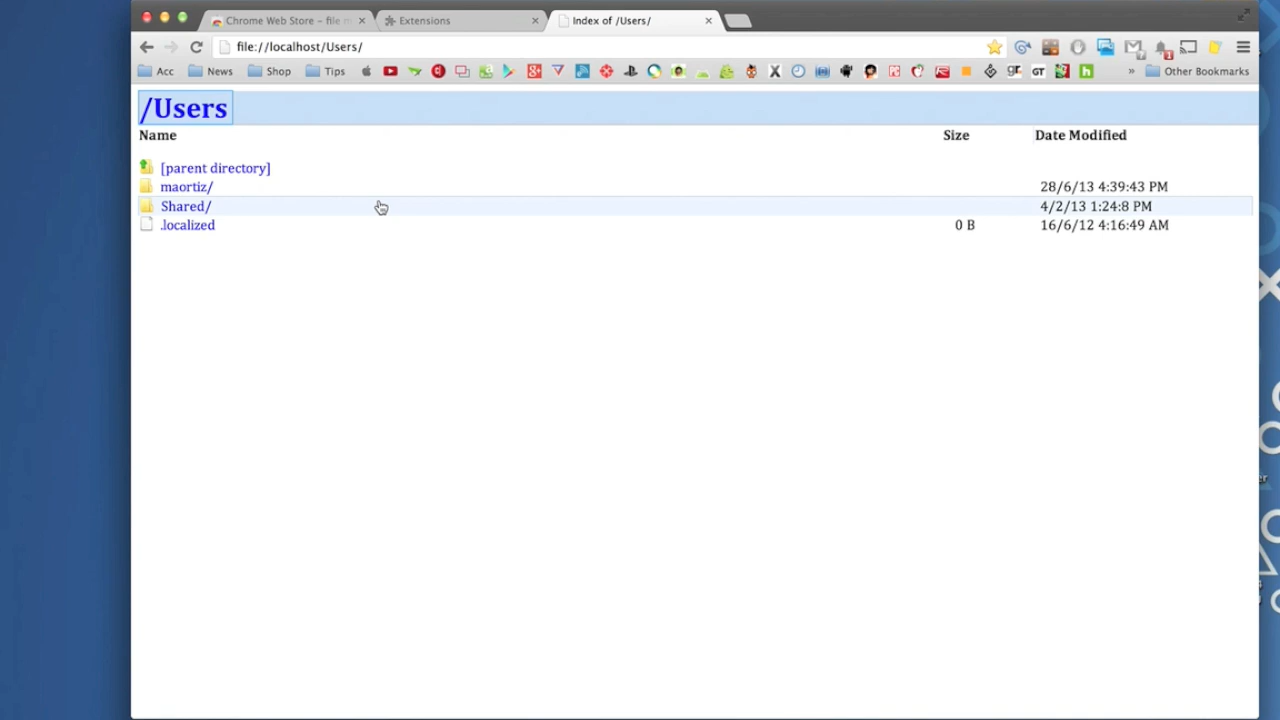 Chrome Web Store – file m
Extensions
Index of /Users/
file://localhost/Users/
Acc
News
Shop
Tips
gr
GT
h
»
Other Bookmarks
/Users
Name Size Date Modified
[parent directory]
maortiz/ 28/6/13 4:39:43 PM
Shared/ 4/2/13 1:24:8 PM
.localized 0 B 16/6/12 4:16:49 AM